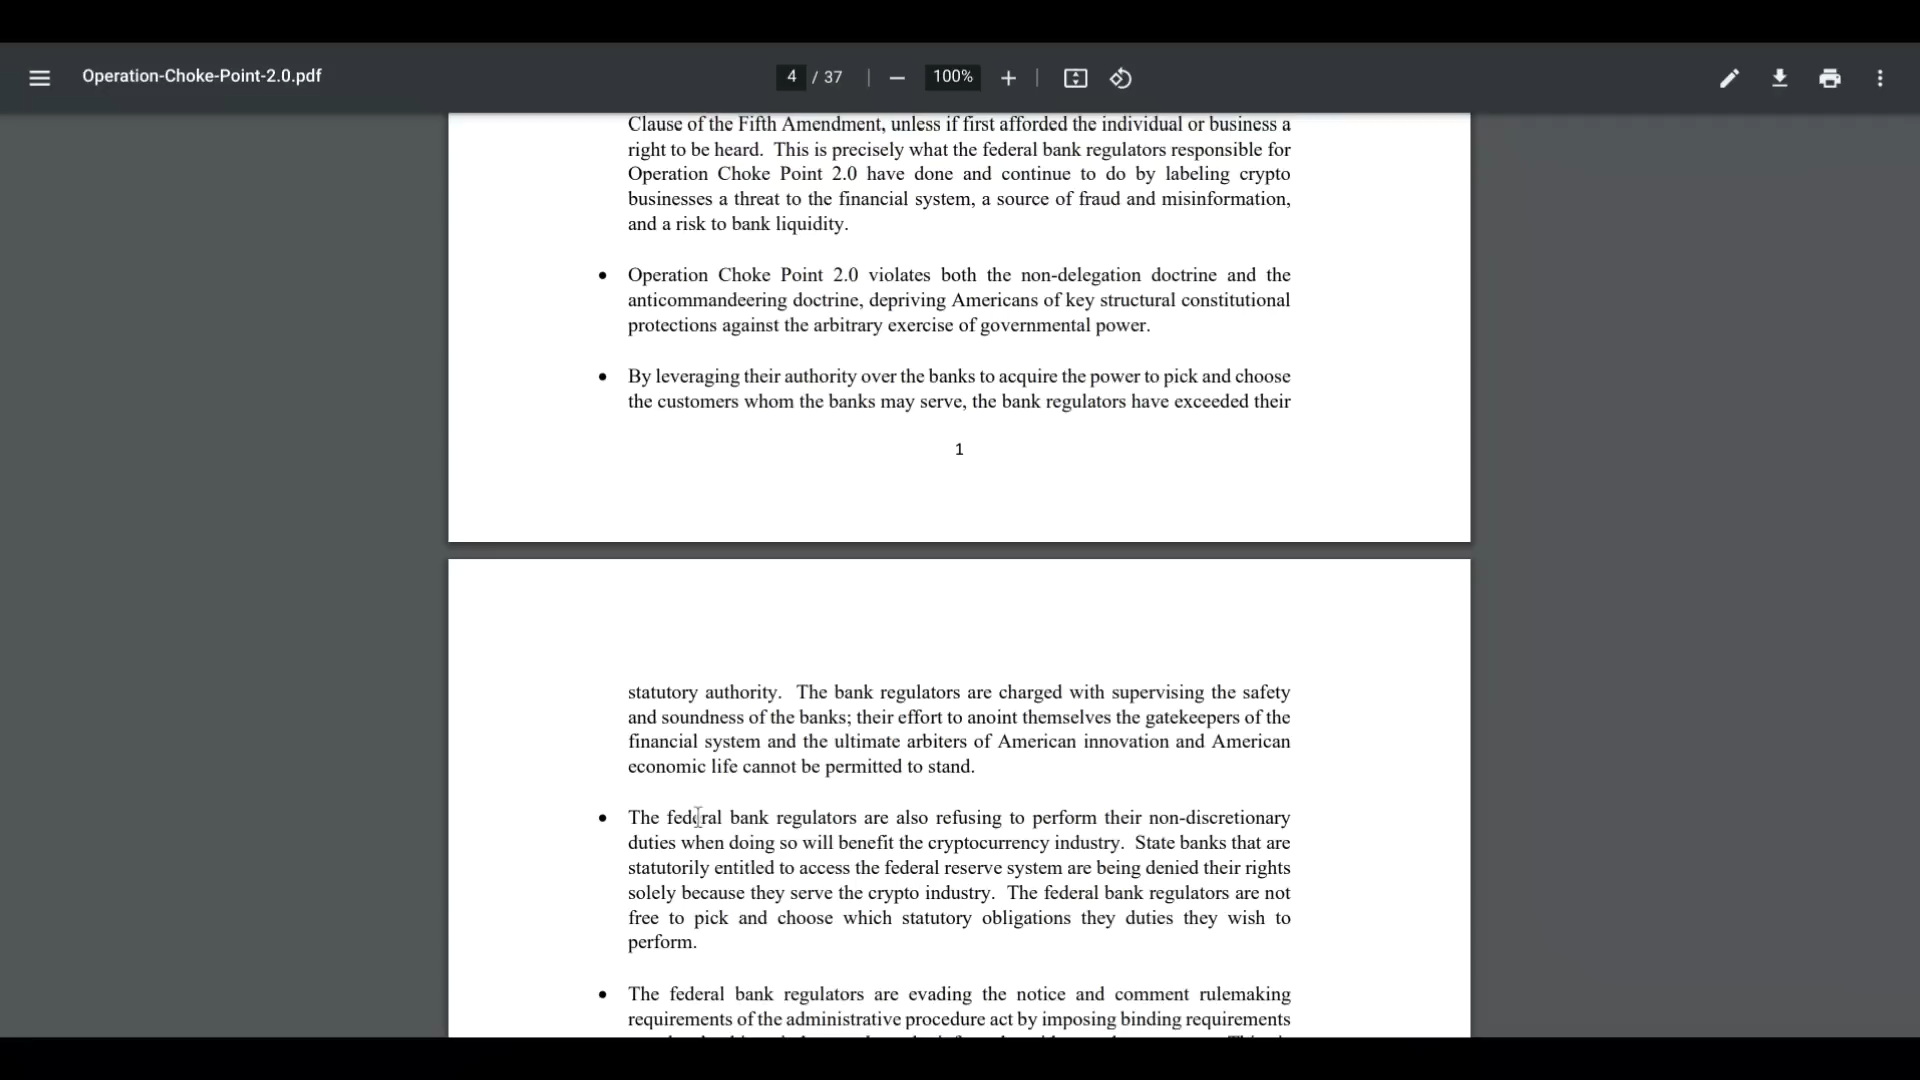 Operation-Choke-Point-2.0.pdf
4 / 37
100%
Clause of the Fifth Amendment, unless if first afforded the individual or business a
right to be heard. This is precisely what the federal bank regulators responsible for
Operation Choke Point 2.0 have done and continue to do by labeling crypto
businesses a threat to the financial system, a source of fraud and misinformation,
and a risk to bank liquidity.
• Operation Choke Point 2.0 violates both the non-delegation doctrine and the
anticommandeering doctrine, depriving Americans of key structural constitutional
protections against the arbitrary exercise of governmental power.
• By leveraging their authority over the banks to acquire the power to pick and choose
the customers whom the banks may serve, the bank regulators have exceeded their
1
statutory authority. The bank regulators are charged with supervising the safety
and soundness of the banks; their effort to anoint themselves the gatekeepers of the
financial system and the ultimate arbiters of American innovation and American
economic life cannot be permitted to stand.
• The federal bank regulators are also refusing to perform their non-discretionary
duties when doing so will benefit the cryptocurrency industry. State banks that are
statutorily entitled to access the federal reserve system are being denied their rights
solely because they serve the crypto industry. The federal bank regulators are not
free to pick and choose which statutory obligations they duties they wish to
perform.
• The federal bank regulators are evading the notice and comment rulemaking
requirements of the administrative procedure act by imposing binding requirements